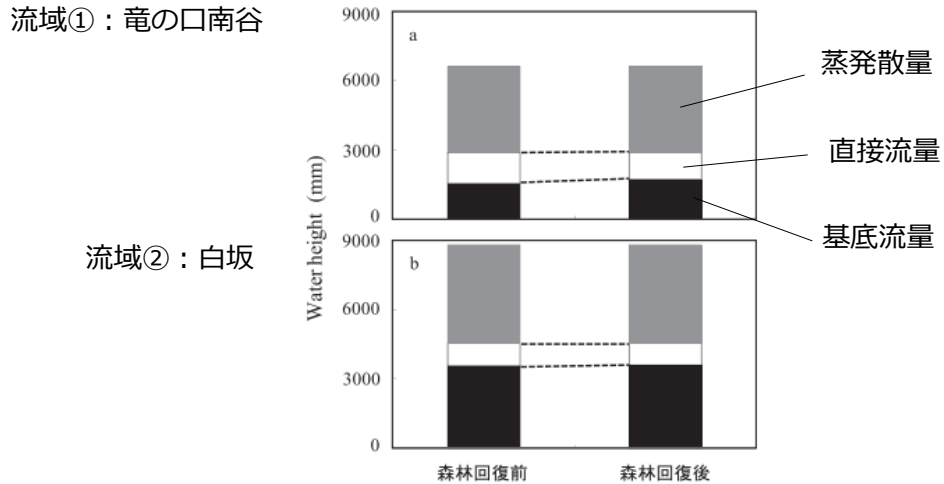 流域①：竜の口南谷
9000
a
蒸発散量
6000
直接流量
3000
基底流量
0
Water height (mm)
流域②：白坂
9000
b
6000
3000
0
森林回復前
森林回復後